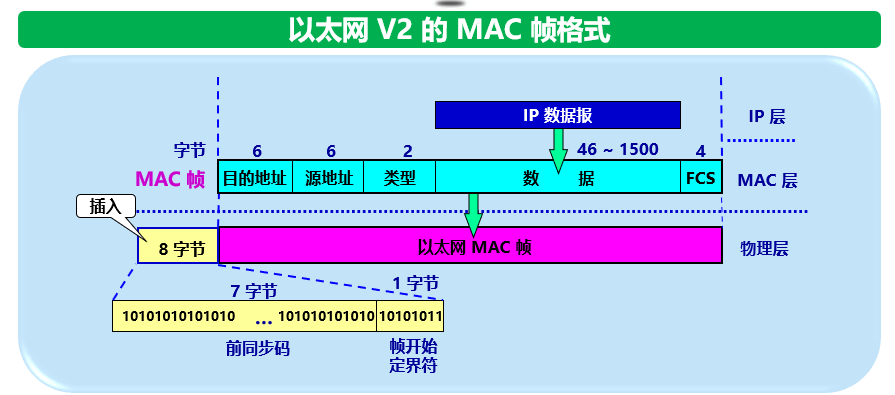 以太网 V2 的 MAC 帧格式
IP 数据报
IP 层
字节
6
6
2
46 ~ 1500
4
MAC 帧
目的地址
源地址
类型
数 据
FCS
MAC 层
插入
8 字节
以太网 MAC 帧
物理层
7 字节
1 字节
10101010101010 ... 101010101010
10101011
前同步码
帧开始
定界符